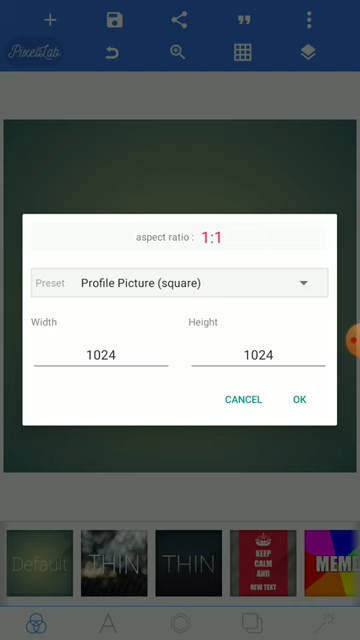 PixelLab
aspect ratio : 1:1
Preset Profile Picture (square)
Width Height
1024 1024
CANCEL OK
Default
THIN
THIN
KEEP
CALM
AND
NEW TEXT
MEME
A